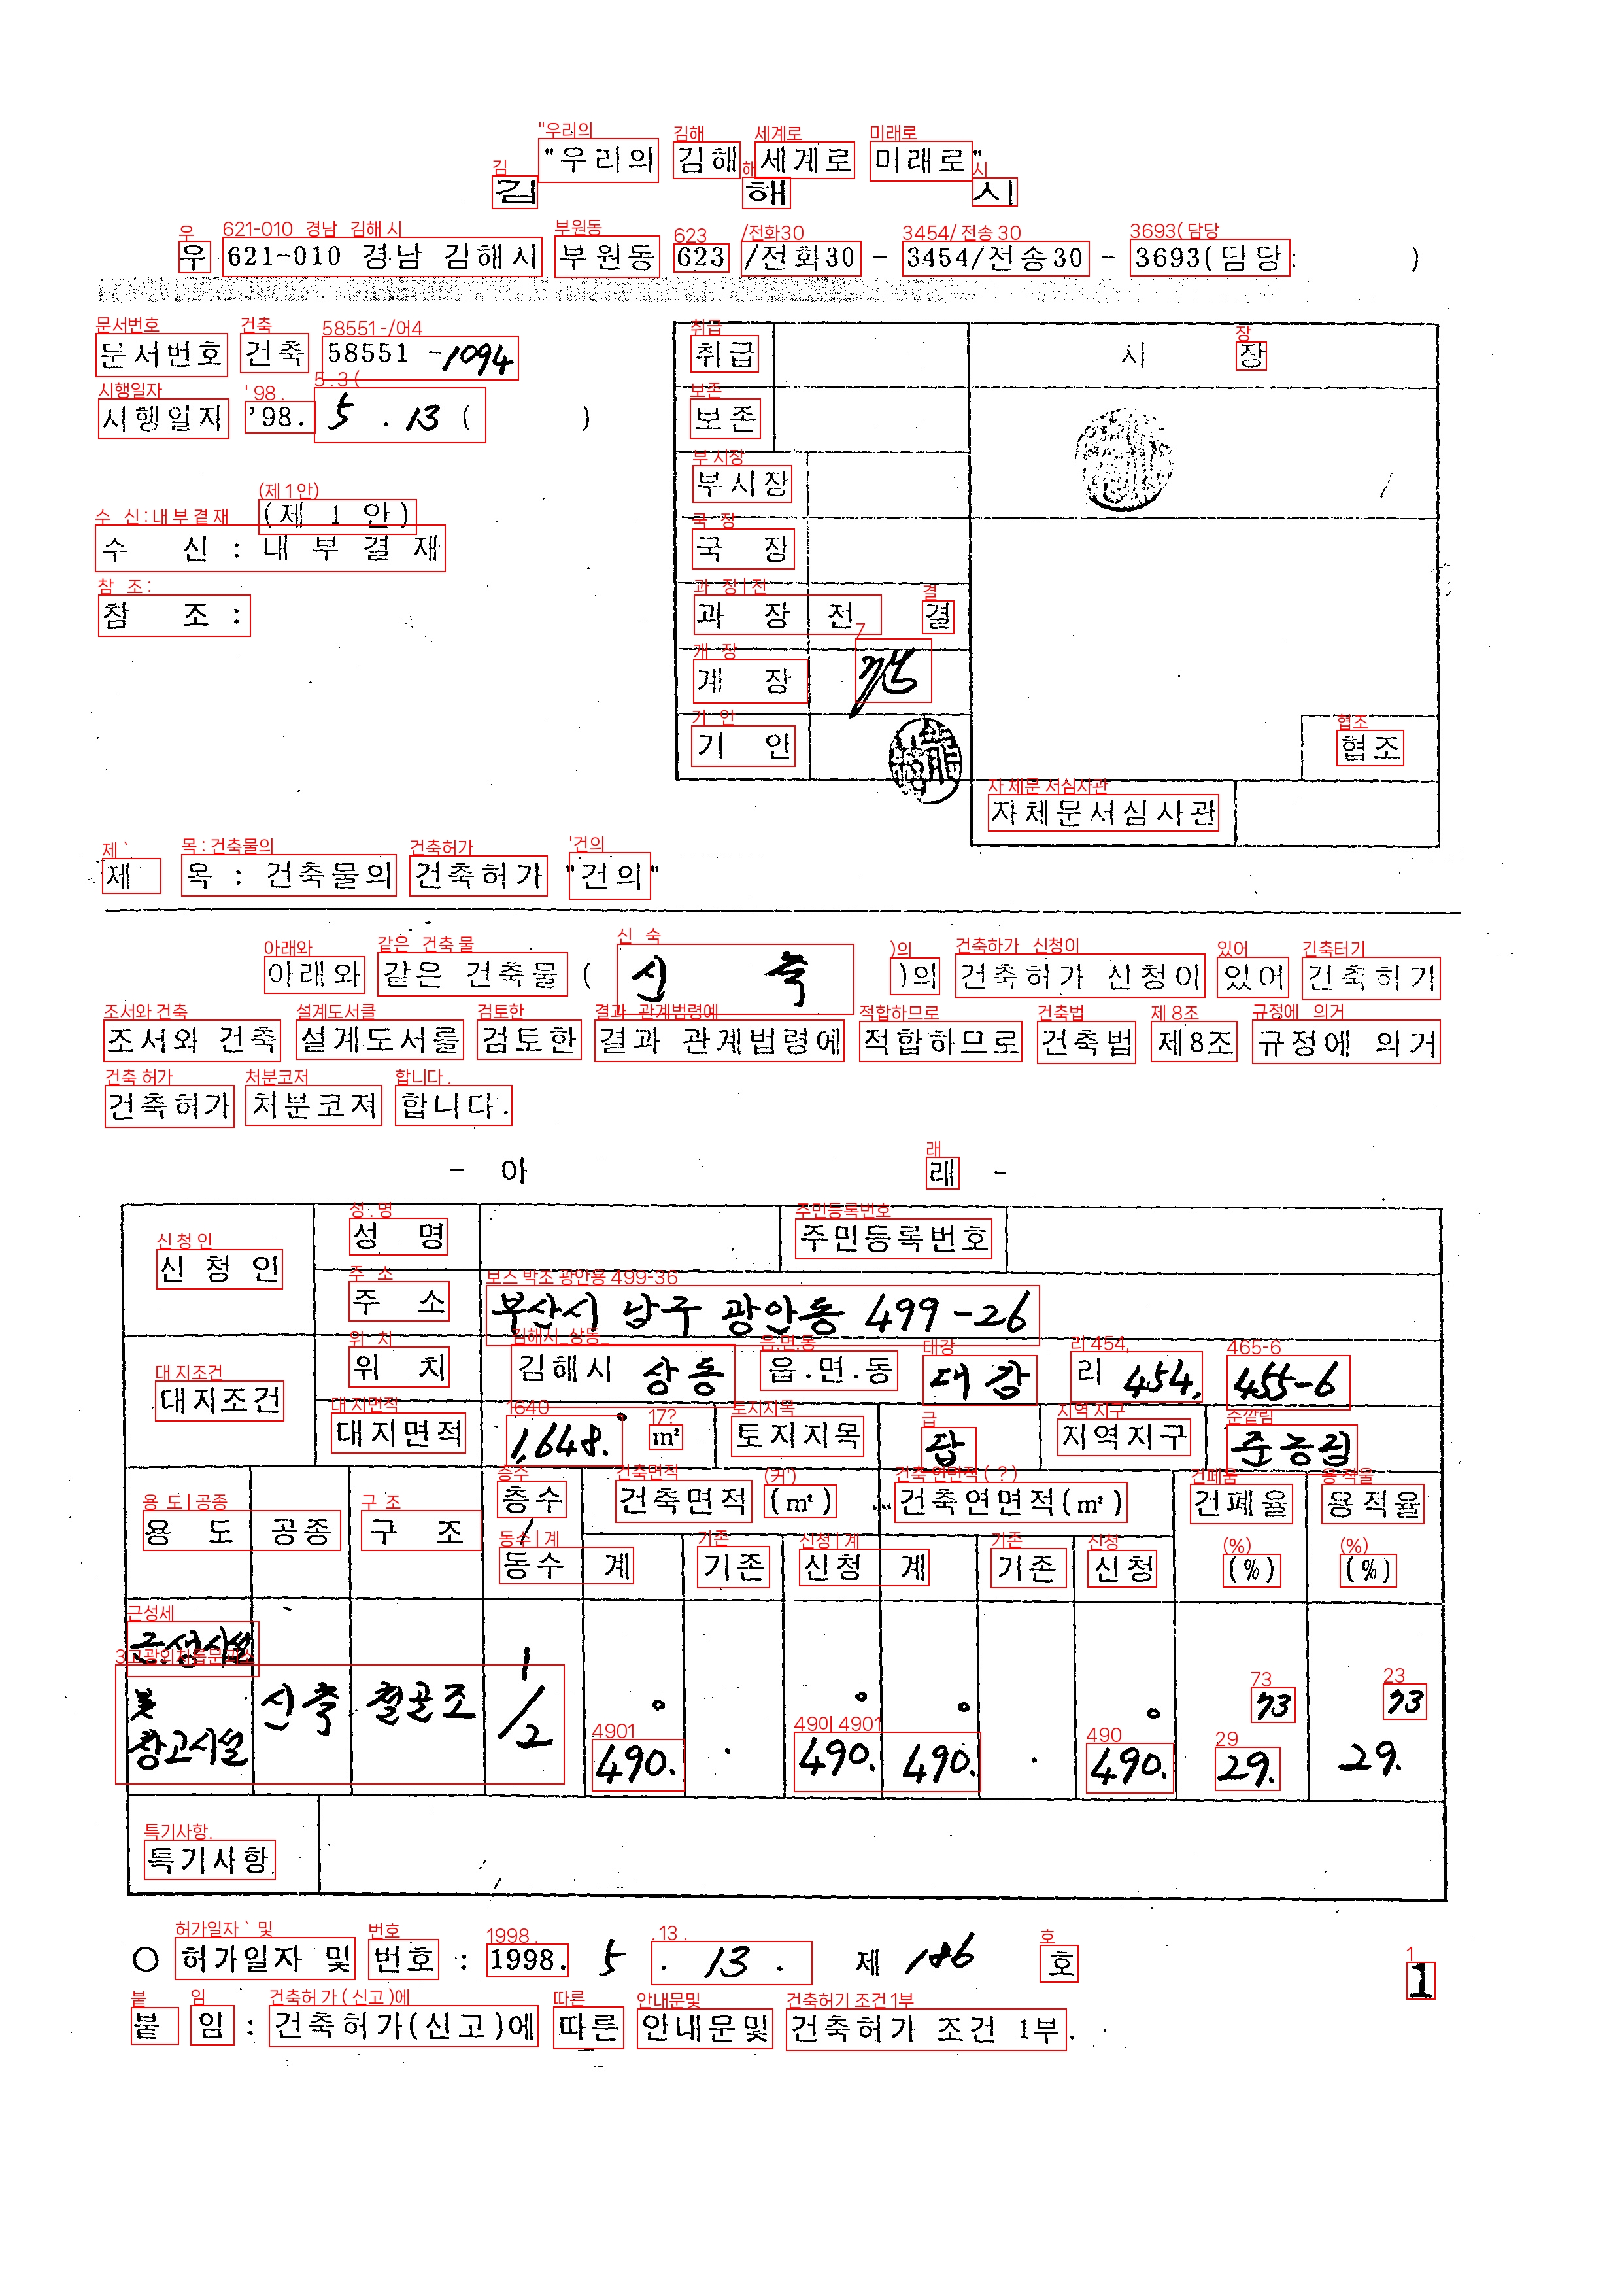 "우리의 김해 세계로 미래로"
김 해 시
우 621-010 경남 김해시 부원동 623 /전화30 - 3454/전송30 - 3693(담당: )
문서번호 건축 58551 -1094
시행일자 '98. 5 . 13 ( )
(제 1 안)
수 신 : 내 부 결 재
참 조 :
취급 시 장
보존
부시장
국 장
과 장 전 결
계 장
기 안 협조
자체문서심사관
제 목 : 건축물의 건축허가 "건의"
아래와 같은 건축물 ( 신 축 )의 건축허가 신청이 있어 건축허가
조서와 건축 설계도서를 검토한 결과 관계법령에 적합하므로 건축법 제8조 규정에 의거
건축허가 처분코져 합니다.
- 아 래 -
신 청 인 성 명 주민등록번호
주 소 부산시 남구 광안동 499-26
대지조건 위 치 김해시 상동 읍.면.동 대감 리 454, 455-6
대지면적 1,648. m² 토지지목 답 지역지구 준농림
용 도 공종 구 조 층수/동수 건축면적 (m²) 건축연면적(m²) 건폐율 (%) 용적율 (%)
계 기존 신청 계 기존 신청
근생시설 및 창고시설 신축 철골조 1/2 490. . 490. 490. . 490. 29.73 29.73
특기사항
○ 허가일자 및 번호 : 1998. 5 . 13 . 제 186 호
붙 임 : 건축허가(신고)에 따른 안내문및 건축허가 조건 1부.
1